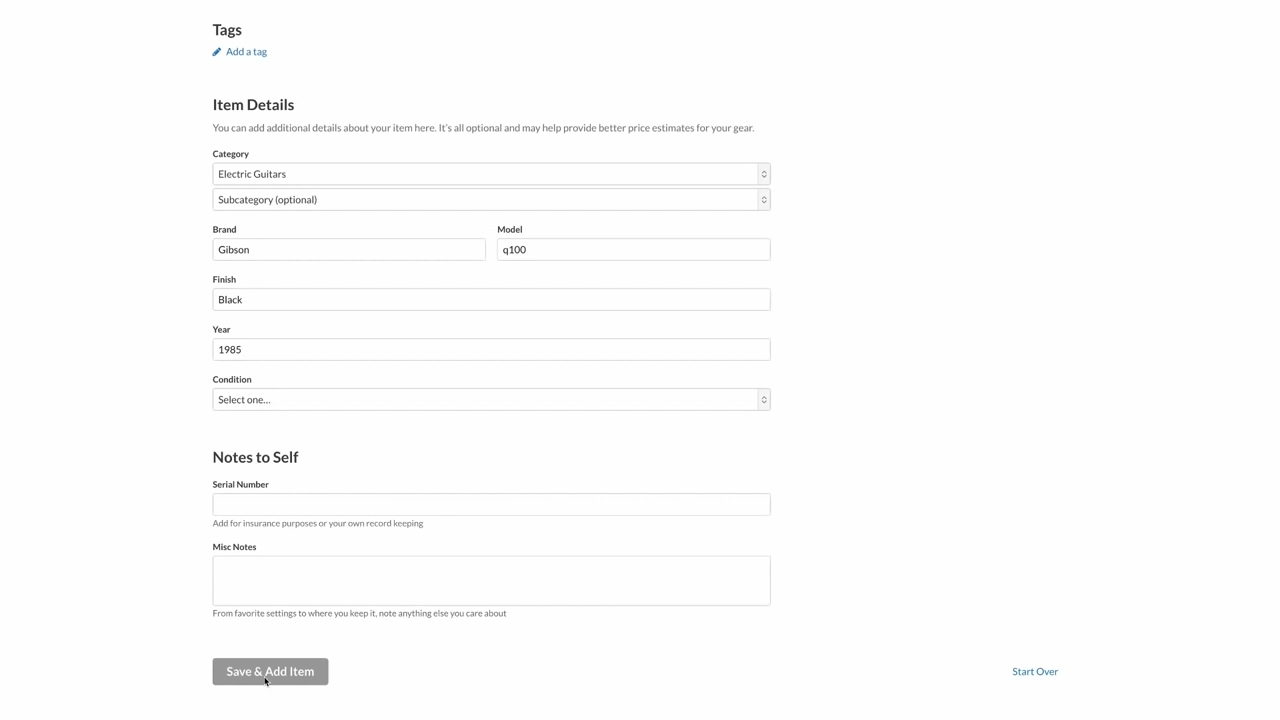 Tags
Add a tag
Item Details
You can add additional details about your item here. It's all optional and may help provide better price estimates for your gear.
Category
Electric Guitars
Subcategory (optional)
Brand
Model
Gibson
q100
Finish
Black
Year
1985
Condition
Select one...
Notes to Self
Serial Number
Add for insurance purposes or your own record keeping
Misc Notes
From favorite settings to where you keep it, note anything else you care about
Save & Add Item
Start Over